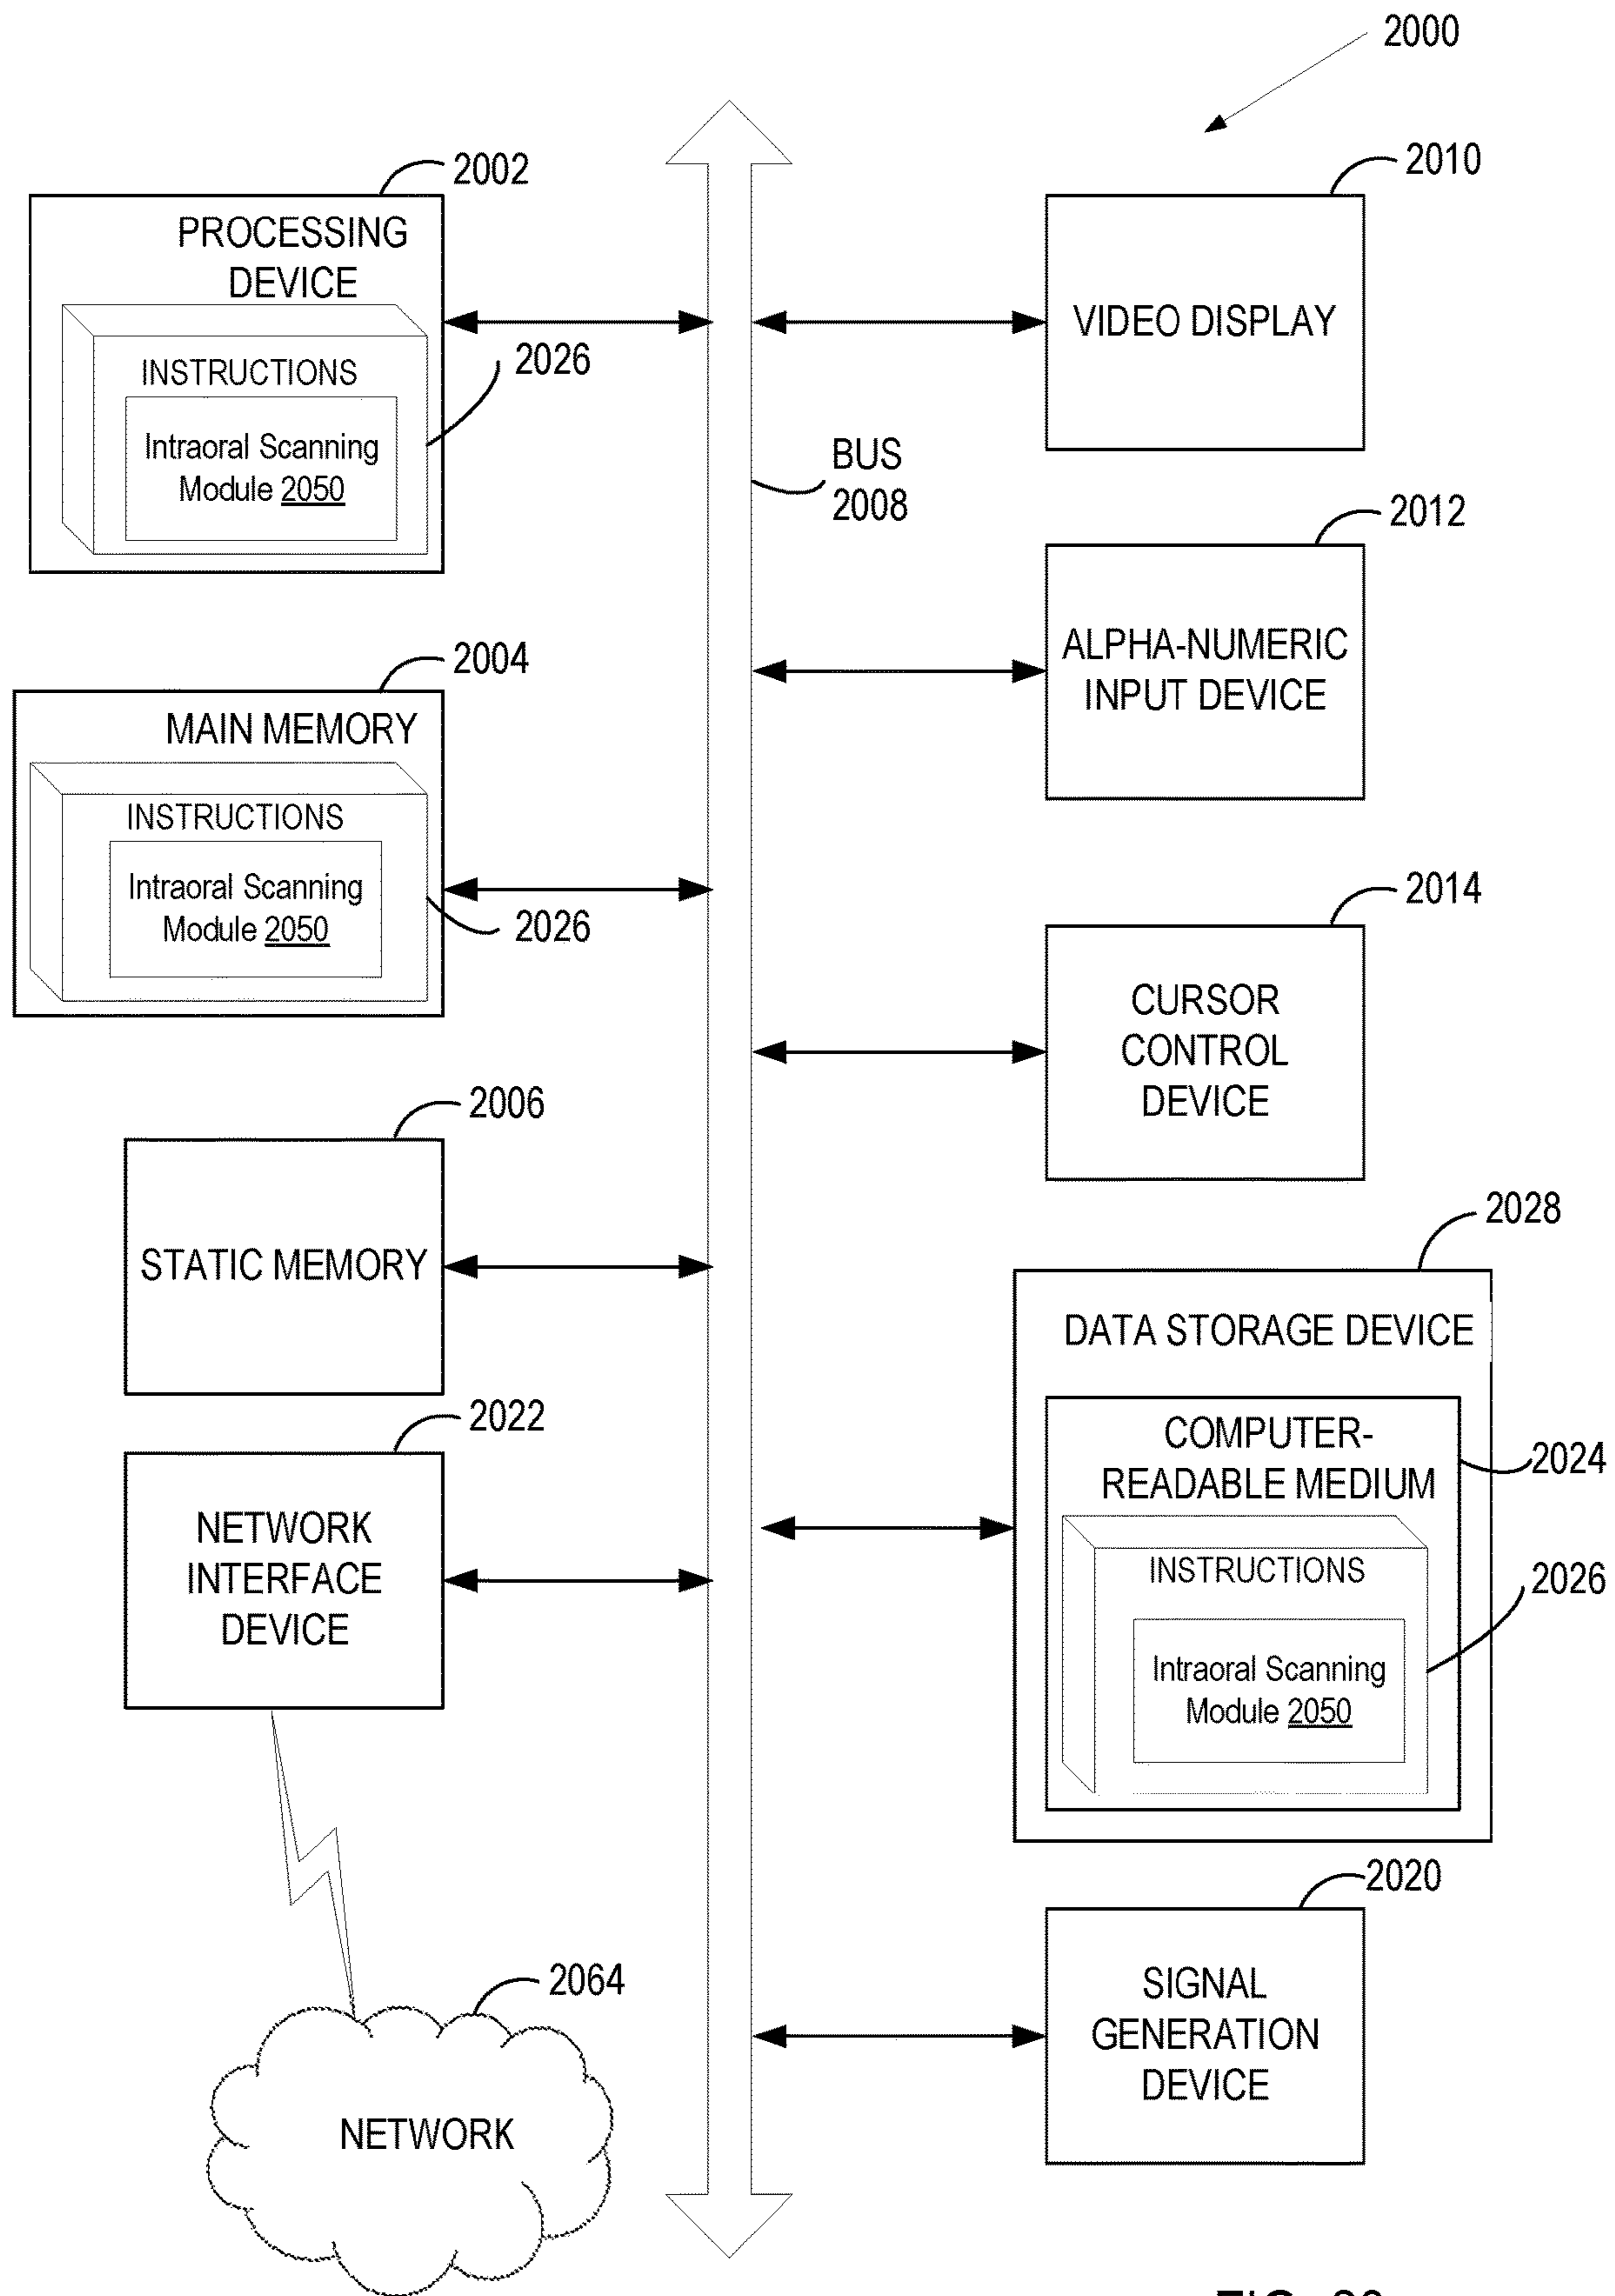 2000
2002
PROCESSING
DEVICE
INSTRUCTIONS
Intraoral Scanning
Module 2050
2026
2004
MAIN MEMORY
INSTRUCTIONS
Intraoral Scanning
Module 2050
2026
2006
STATIC MEMORY
2022
NETWORK
INTERFACE
DEVICE
2064
NETWORK
BUS
2008
2010
VIDEO DISPLAY
2012
ALPHA-NUMERIC
INPUT DEVICE
2014
CURSOR
CONTROL
DEVICE
2028
DATA STORAGE DEVICE
COMPUTER-
READABLE MEDIUM
2024
INSTRUCTIONS
2026
Intraoral Scanning
Module 2050
2020
SIGNAL
GENERATION
DEVICE